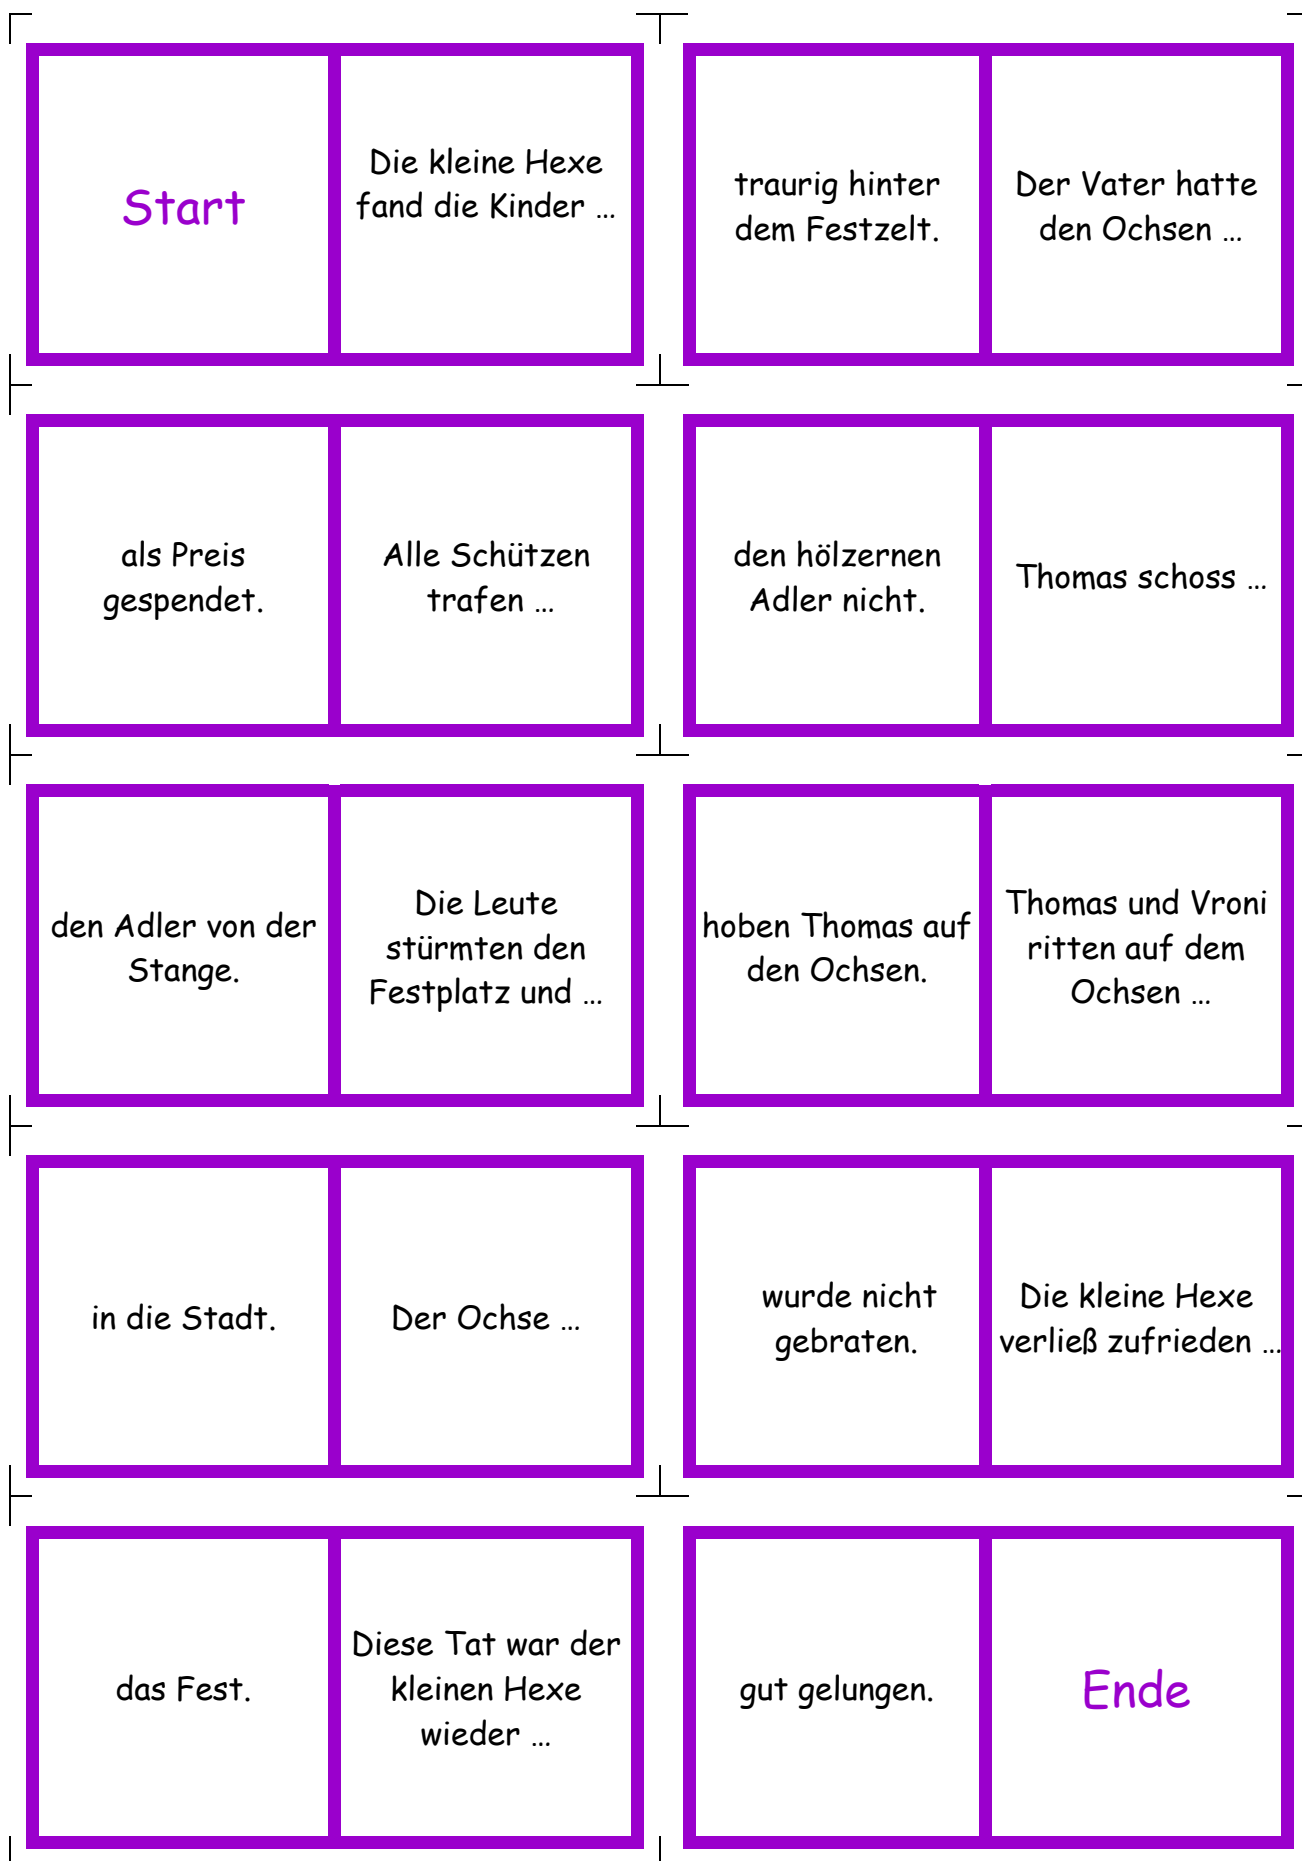 Start
Die kleine Hexe
fand die Kinder ...
traurig hinter
dem Festzelt.
Der Vater hatte
den Ochsen ...
als Preis
gespendet.
Alle Schützen
trafen ...
den hölzernen
Adler nicht.
Thomas schoss ...
den Adler von der
Stange.
Die Leute
stürmten den
Festplatz und ...
hoben Thomas auf
den Ochsen.
Thomas und Vroni
ritten auf dem
Ochsen ...
in die Stadt.
Der Ochse ...
wurde nicht
gebraten.
Die kleine Hexe
verließ zufrieden ...
das Fest.
Diese Tat war der
kleinen Hexe
wieder ...
gut gelungen.
Ende